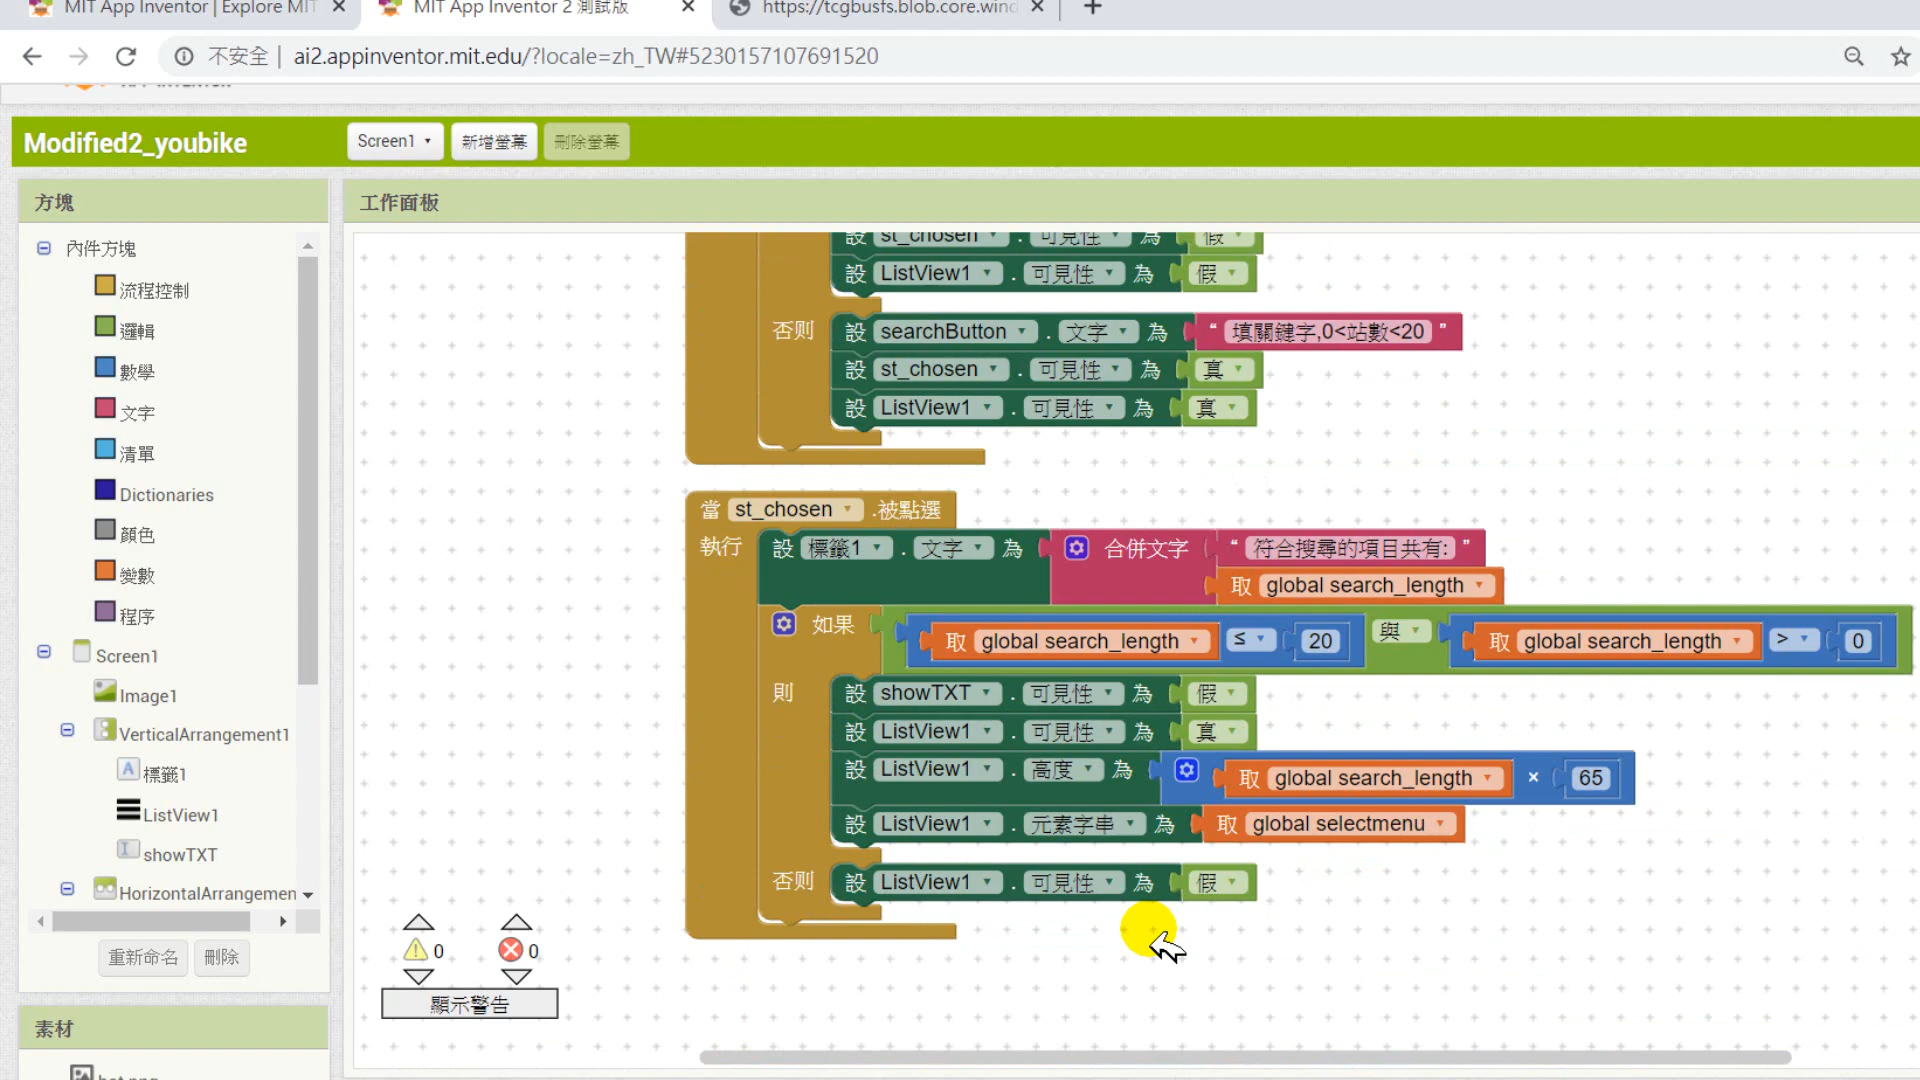 MIT App Inventor | Explore MIT
MIT App Inventor 2 測試版
https://tcgbusfs.blob.core.wind
不安全 | ai2.appinventor.mit.edu/?locale=zh_TW#5230157107691520
Modified2_youbike
Screen1
新增螢幕
刪除螢幕
方塊
工作面板
內件方塊
流程控制
邏輯
數學
文字
清單
Dictionaries
顏色
變數
程序
Screen1
Image1
VerticalArrangement1
標籤1
ListView1
showTXT
HorizontalArrangemen
重新命名
刪除
素材
設 st_chosen . 可見性 為 假
設 ListView1 . 可見性 為 假
否則 設 searchButton . 文字 為 “ 填關鍵字,0<站數<20 ”
設 st_chosen . 可見性 為 真
設 ListView1 . 可見性 為 真
當 st_chosen .被點選
執行 設 標籤1 . 文字 為 合併文字 “ 符合搜尋的項目共有: ”
取 global search_length
如果 取 global search_length ≤ 20 與 取 global search_length > 0
則 設 showTXT . 可見性 為 假
設 ListView1 . 可見性 為 真
設 ListView1 . 高度 為 取 global search_length × 65
設 ListView1 . 元素字串 為 取 global selectmenu
否則 設 ListView1 . 可見性 為 假
0
0
顯示警告